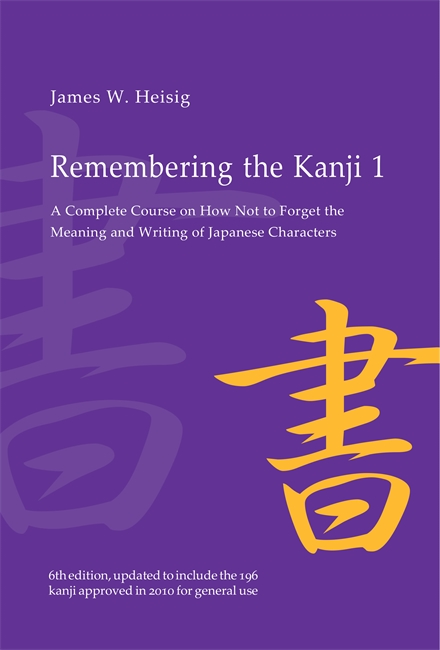 James W. Heisig
Remembering the Kanji 1
A Complete Course on How Not to Forget the
Meaning and Writing of Japanese Characters
書
書
6th edition, updated to include the 196
kanji approved in 2010 for general use